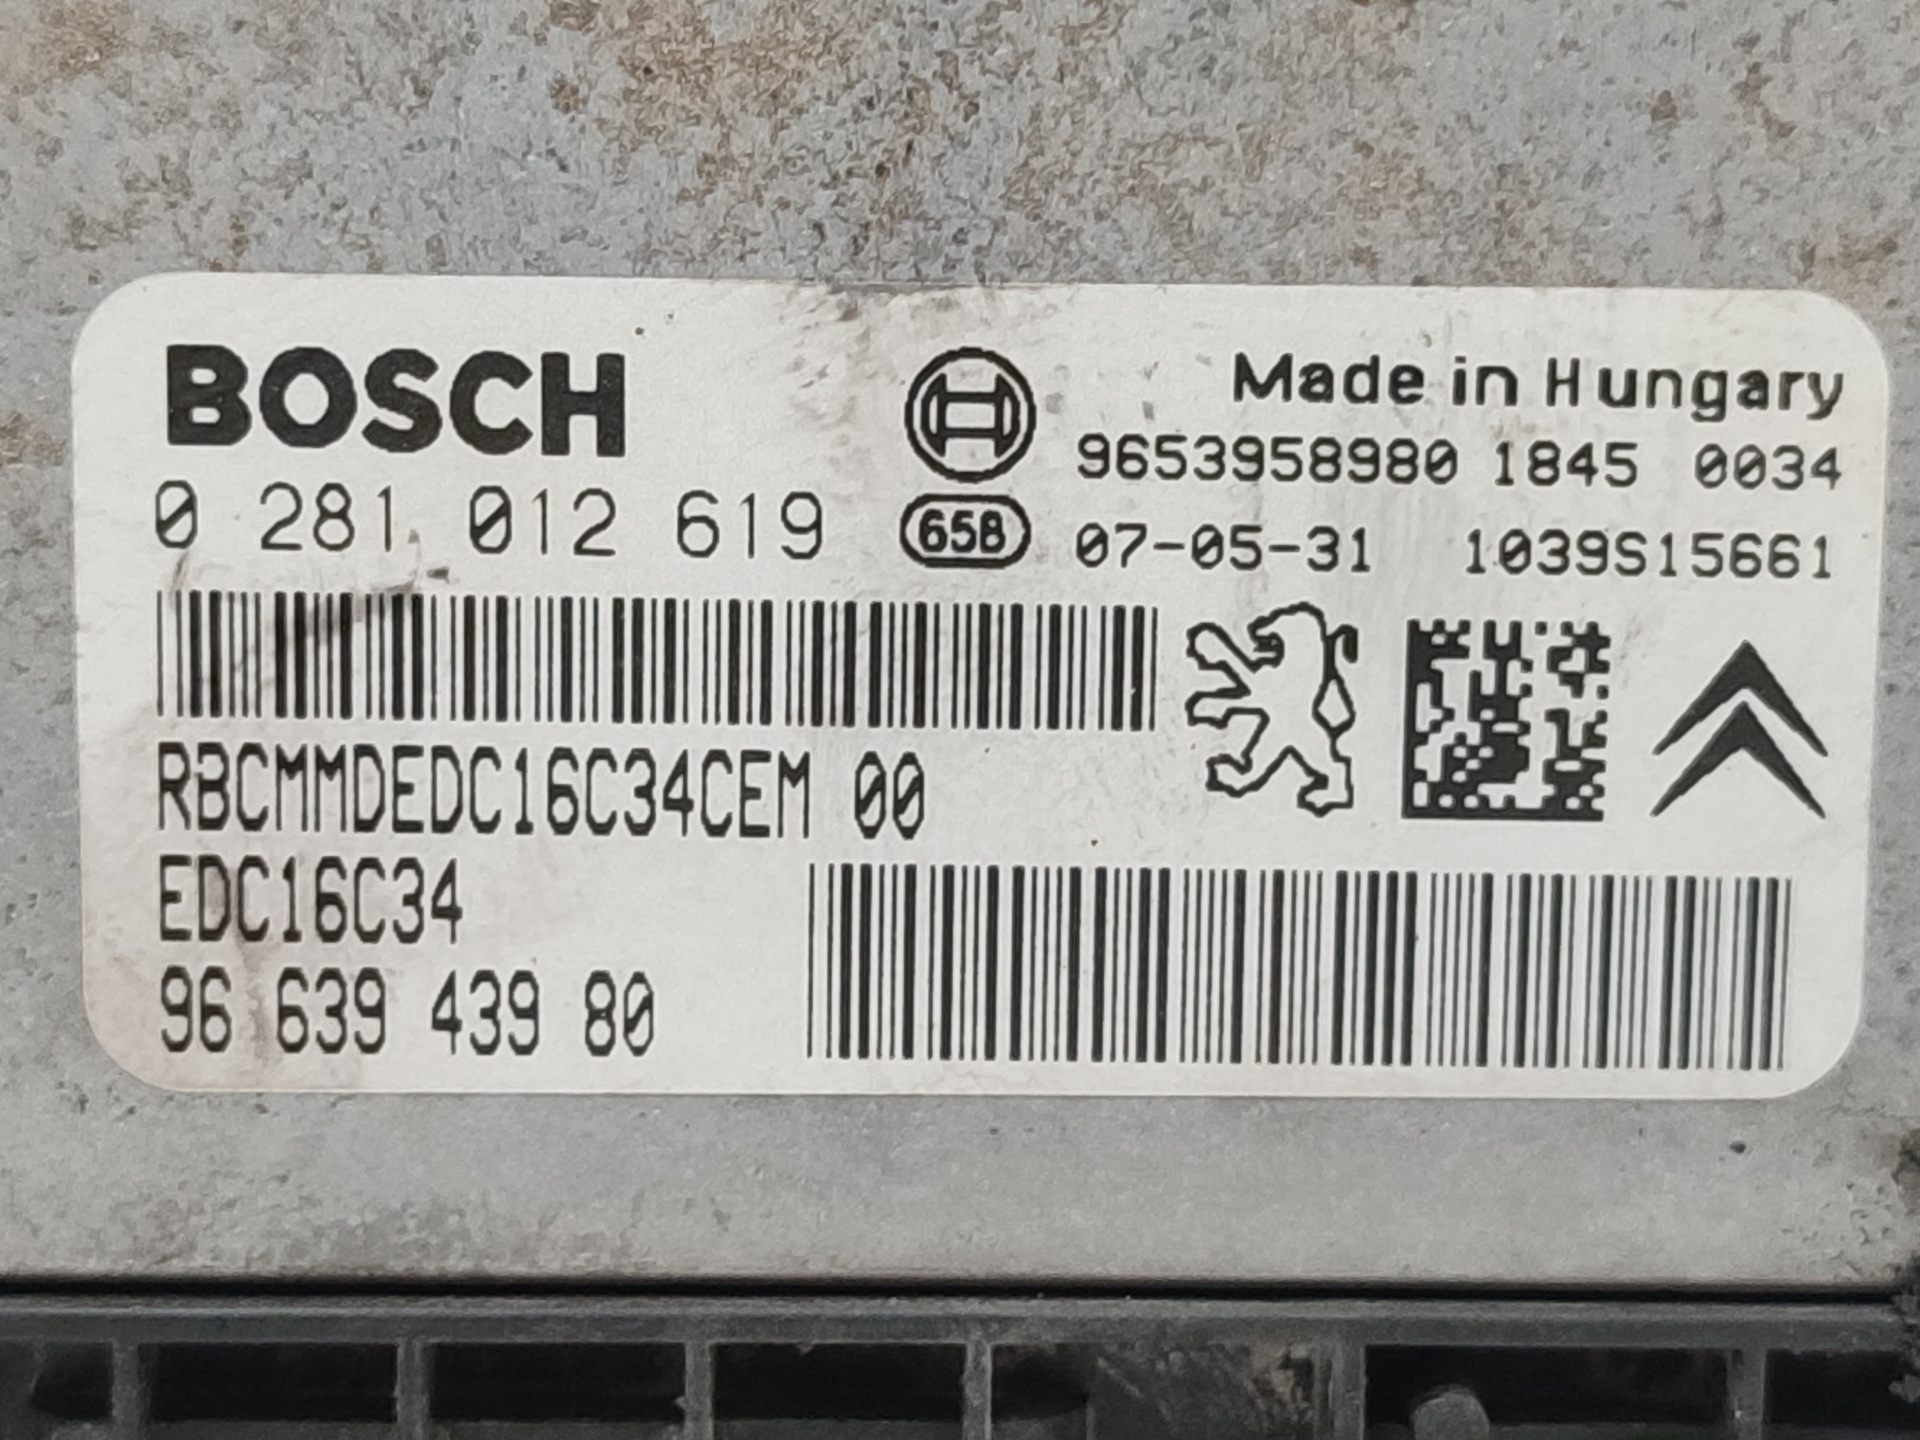 BOSCH
Made in Hungary
9653958980 1845 0034
0 281 012 619
658
07-05-31 1039S15661
RBCMMDEDC16C34CEM 00
EDC16C34
96 639 439 80